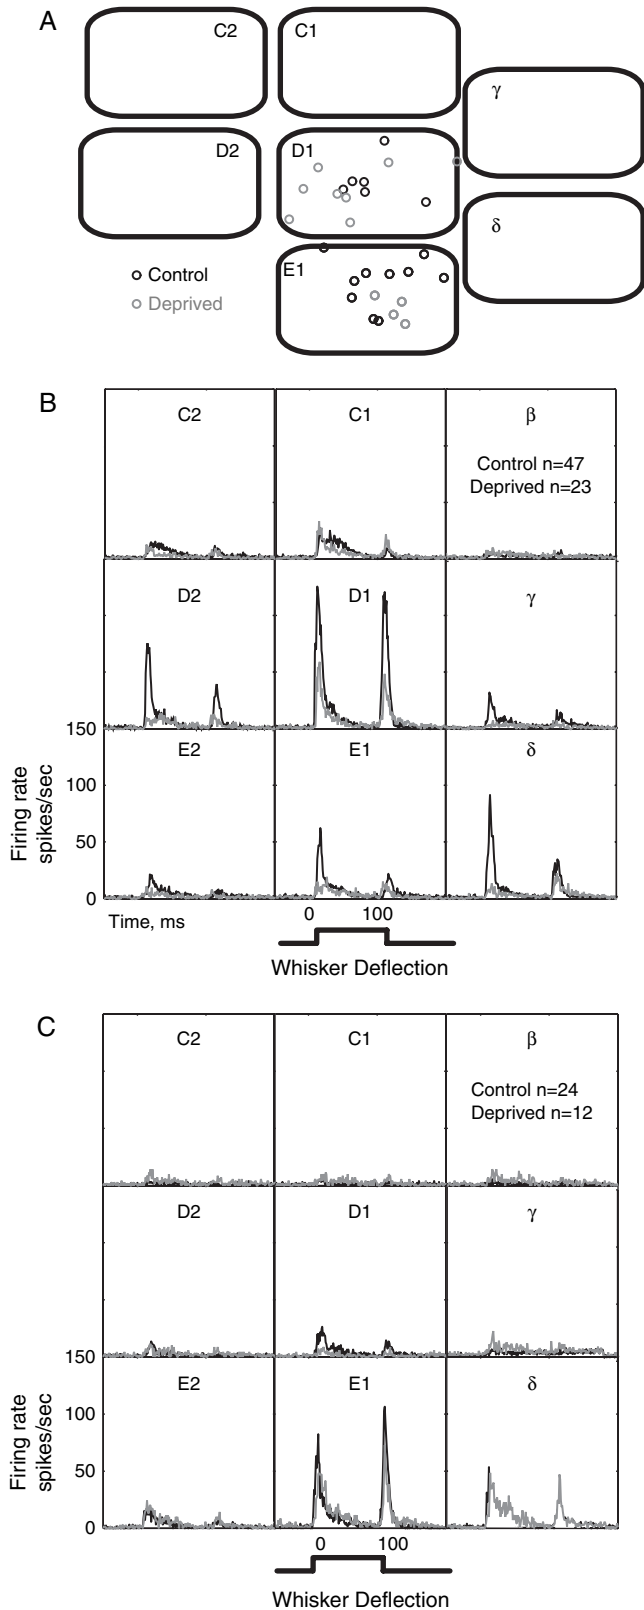 A
C2
C1
γ
D2
D1
δ
E1
Control
Deprived
B
C2
C1
β
Control n=47
Deprived n=23
D2
D1
γ
150
E2
E1
δ
100
50
0
Firing rate
spikes/sec
Time, ms
0
100
Whisker Deflection
C
C2
C1
β
Control n=24
Deprived n=12
D2
D1
γ
150
E2
E1
δ
100
50
0
Firing rate
spikes/sec
0
100
Whisker Deflection